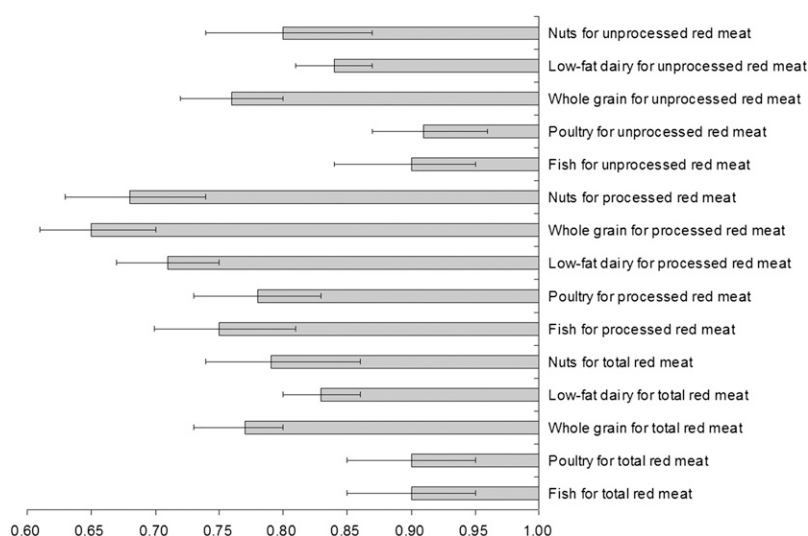 Nuts for unprocessed red meat
Low-fat dairy for unprocessed red meat
Whole grain for unprocessed red meat
Poultry for unprocessed red meat
Fish for unprocessed red meat
Nuts for processed red meat
Whole grain for processed red meat
Low-fat dairy for processed red meat
Poultry for processed red meat
Fish for processed red meat
Nuts for total red meat
Low-fat dairy for total red meat
Whole grain for total red meat
Poultry for total red meat
Fish for total red meat
0.60 0.65 0.70 0.75 0.80 0.85 0.90 0.95 1.00